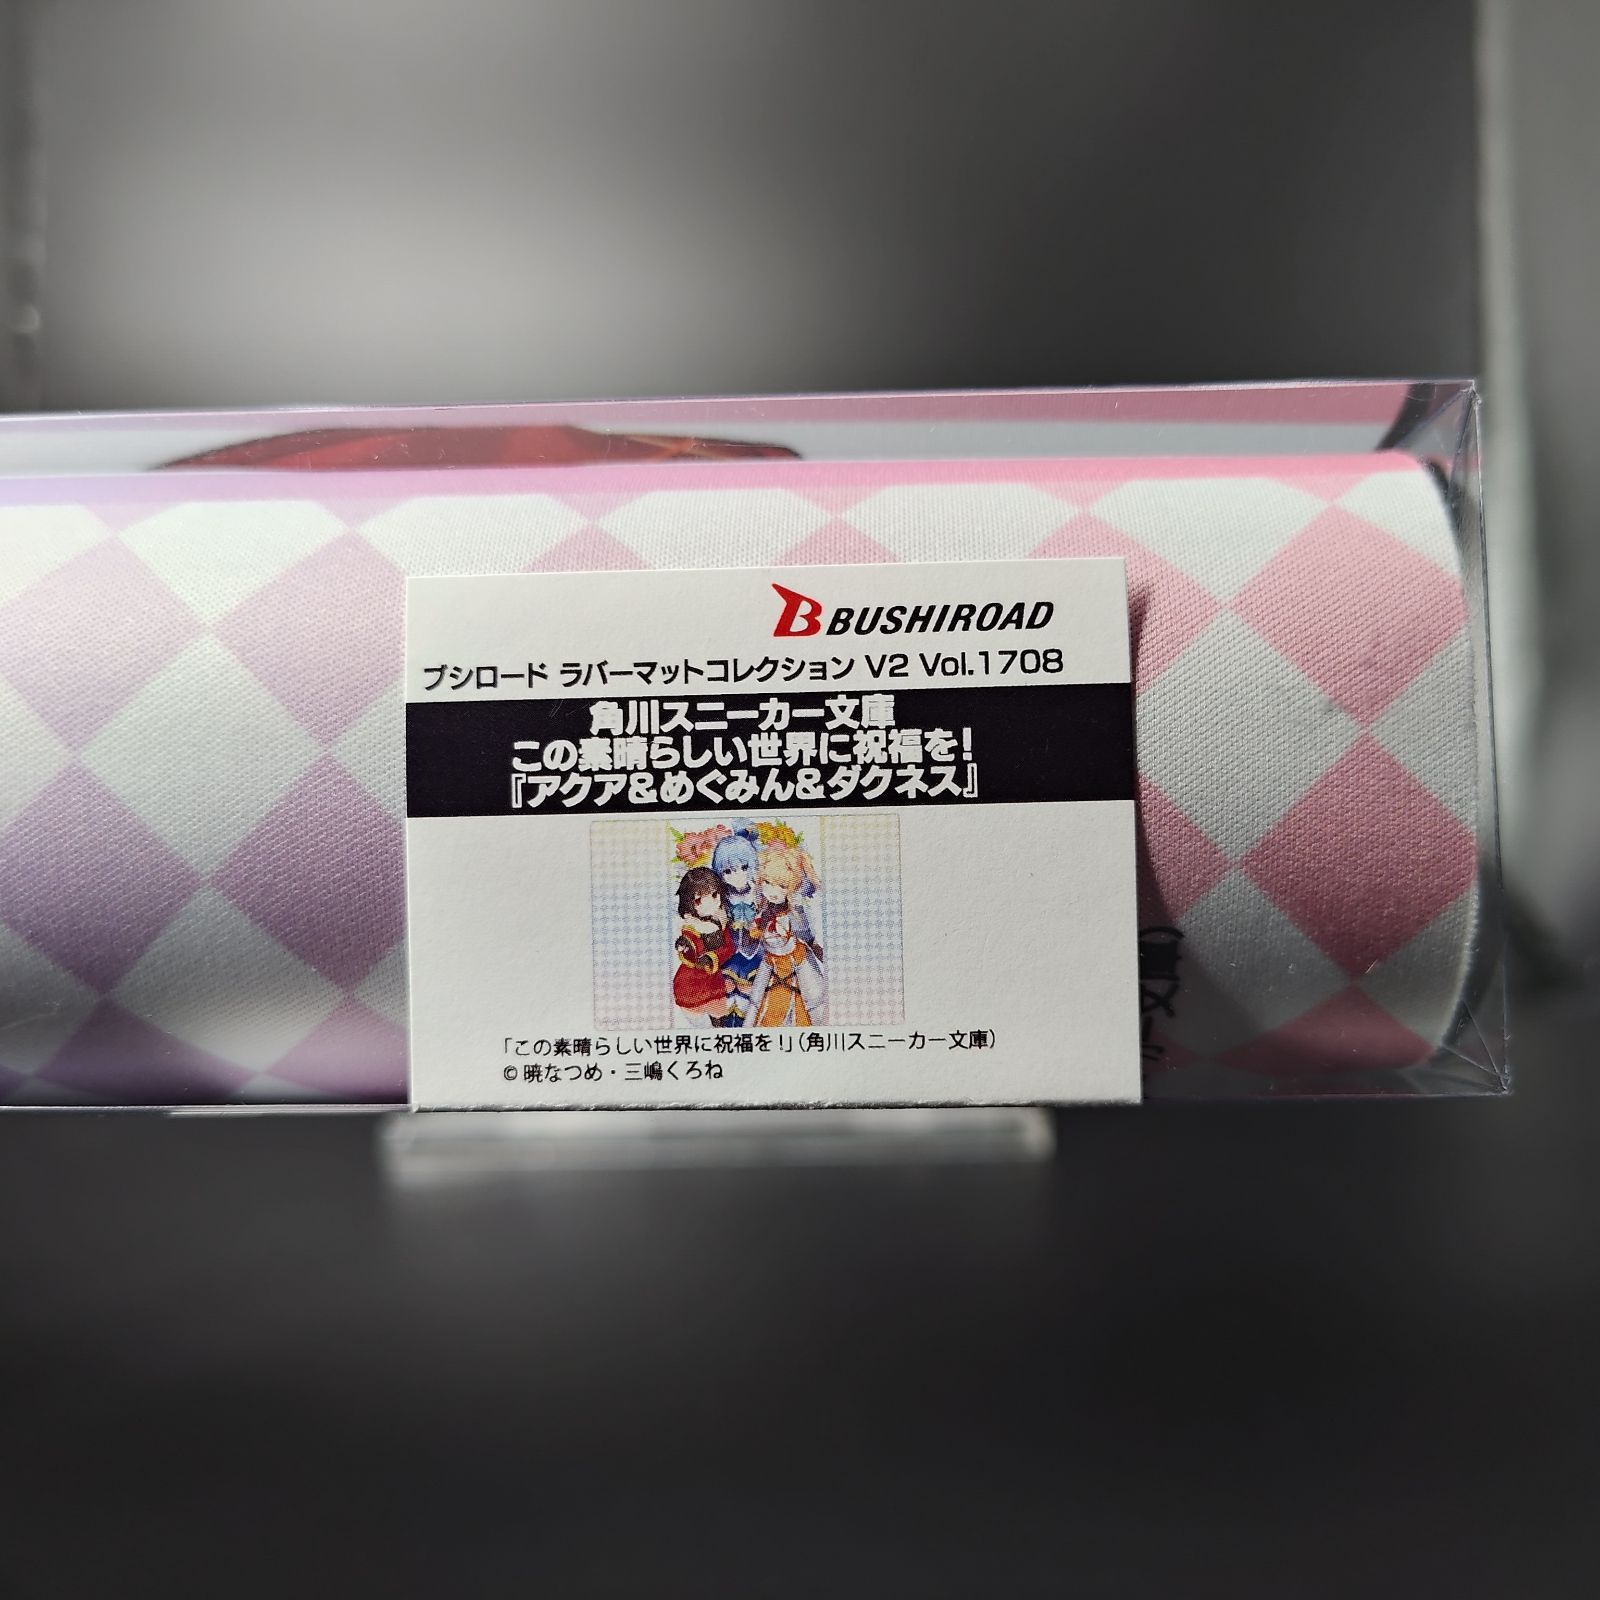 BUSHIROAD
ブシロード ラバーマットコレクション V2 Vol.1708
角川スニーカー文庫
この素晴らしい世界に祝福を!
『アクア&めぐみん&ダクネス』
「この素晴らしい世界に祝福を!」(角川スニーカー文庫)
© 暁なつめ・三嶋くろね